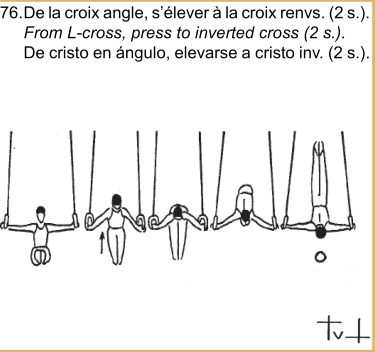 76.De la croix angle, s'élever à la croix renvs. (2 s.).
From L-cross, press to inverted cross (2 s.).
De cristo en ángulo, elevarse a cristo inv. (2 s.).